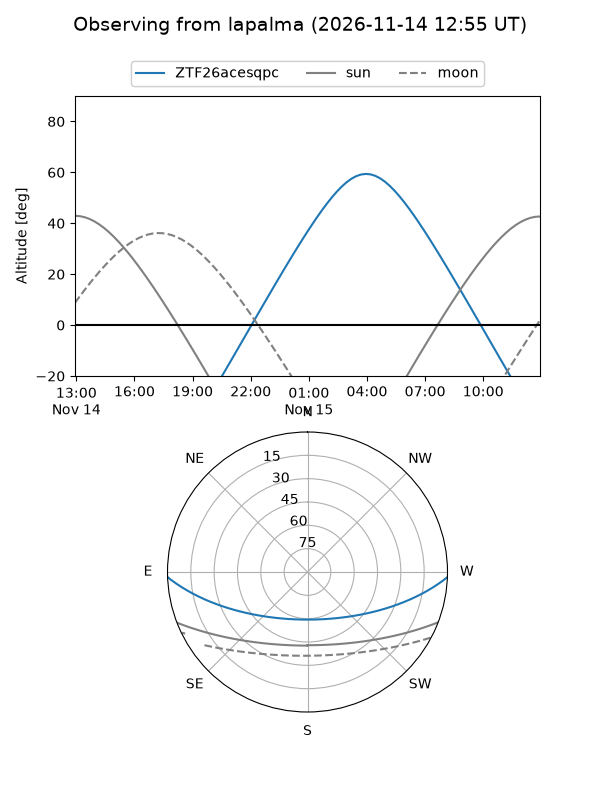 Observing from lapalma (2026-11-14 12:55 UT)
ZTF26acesqpc sun moon
Altitude [deg]
80
60
40
20
0
−20
13:00 16:00 19:00 22:00 01:00 04:00 07:00 10:00
Nov 14 Nov 15
N
NE NW
15
30
45
60
75
E W
SE SW
S